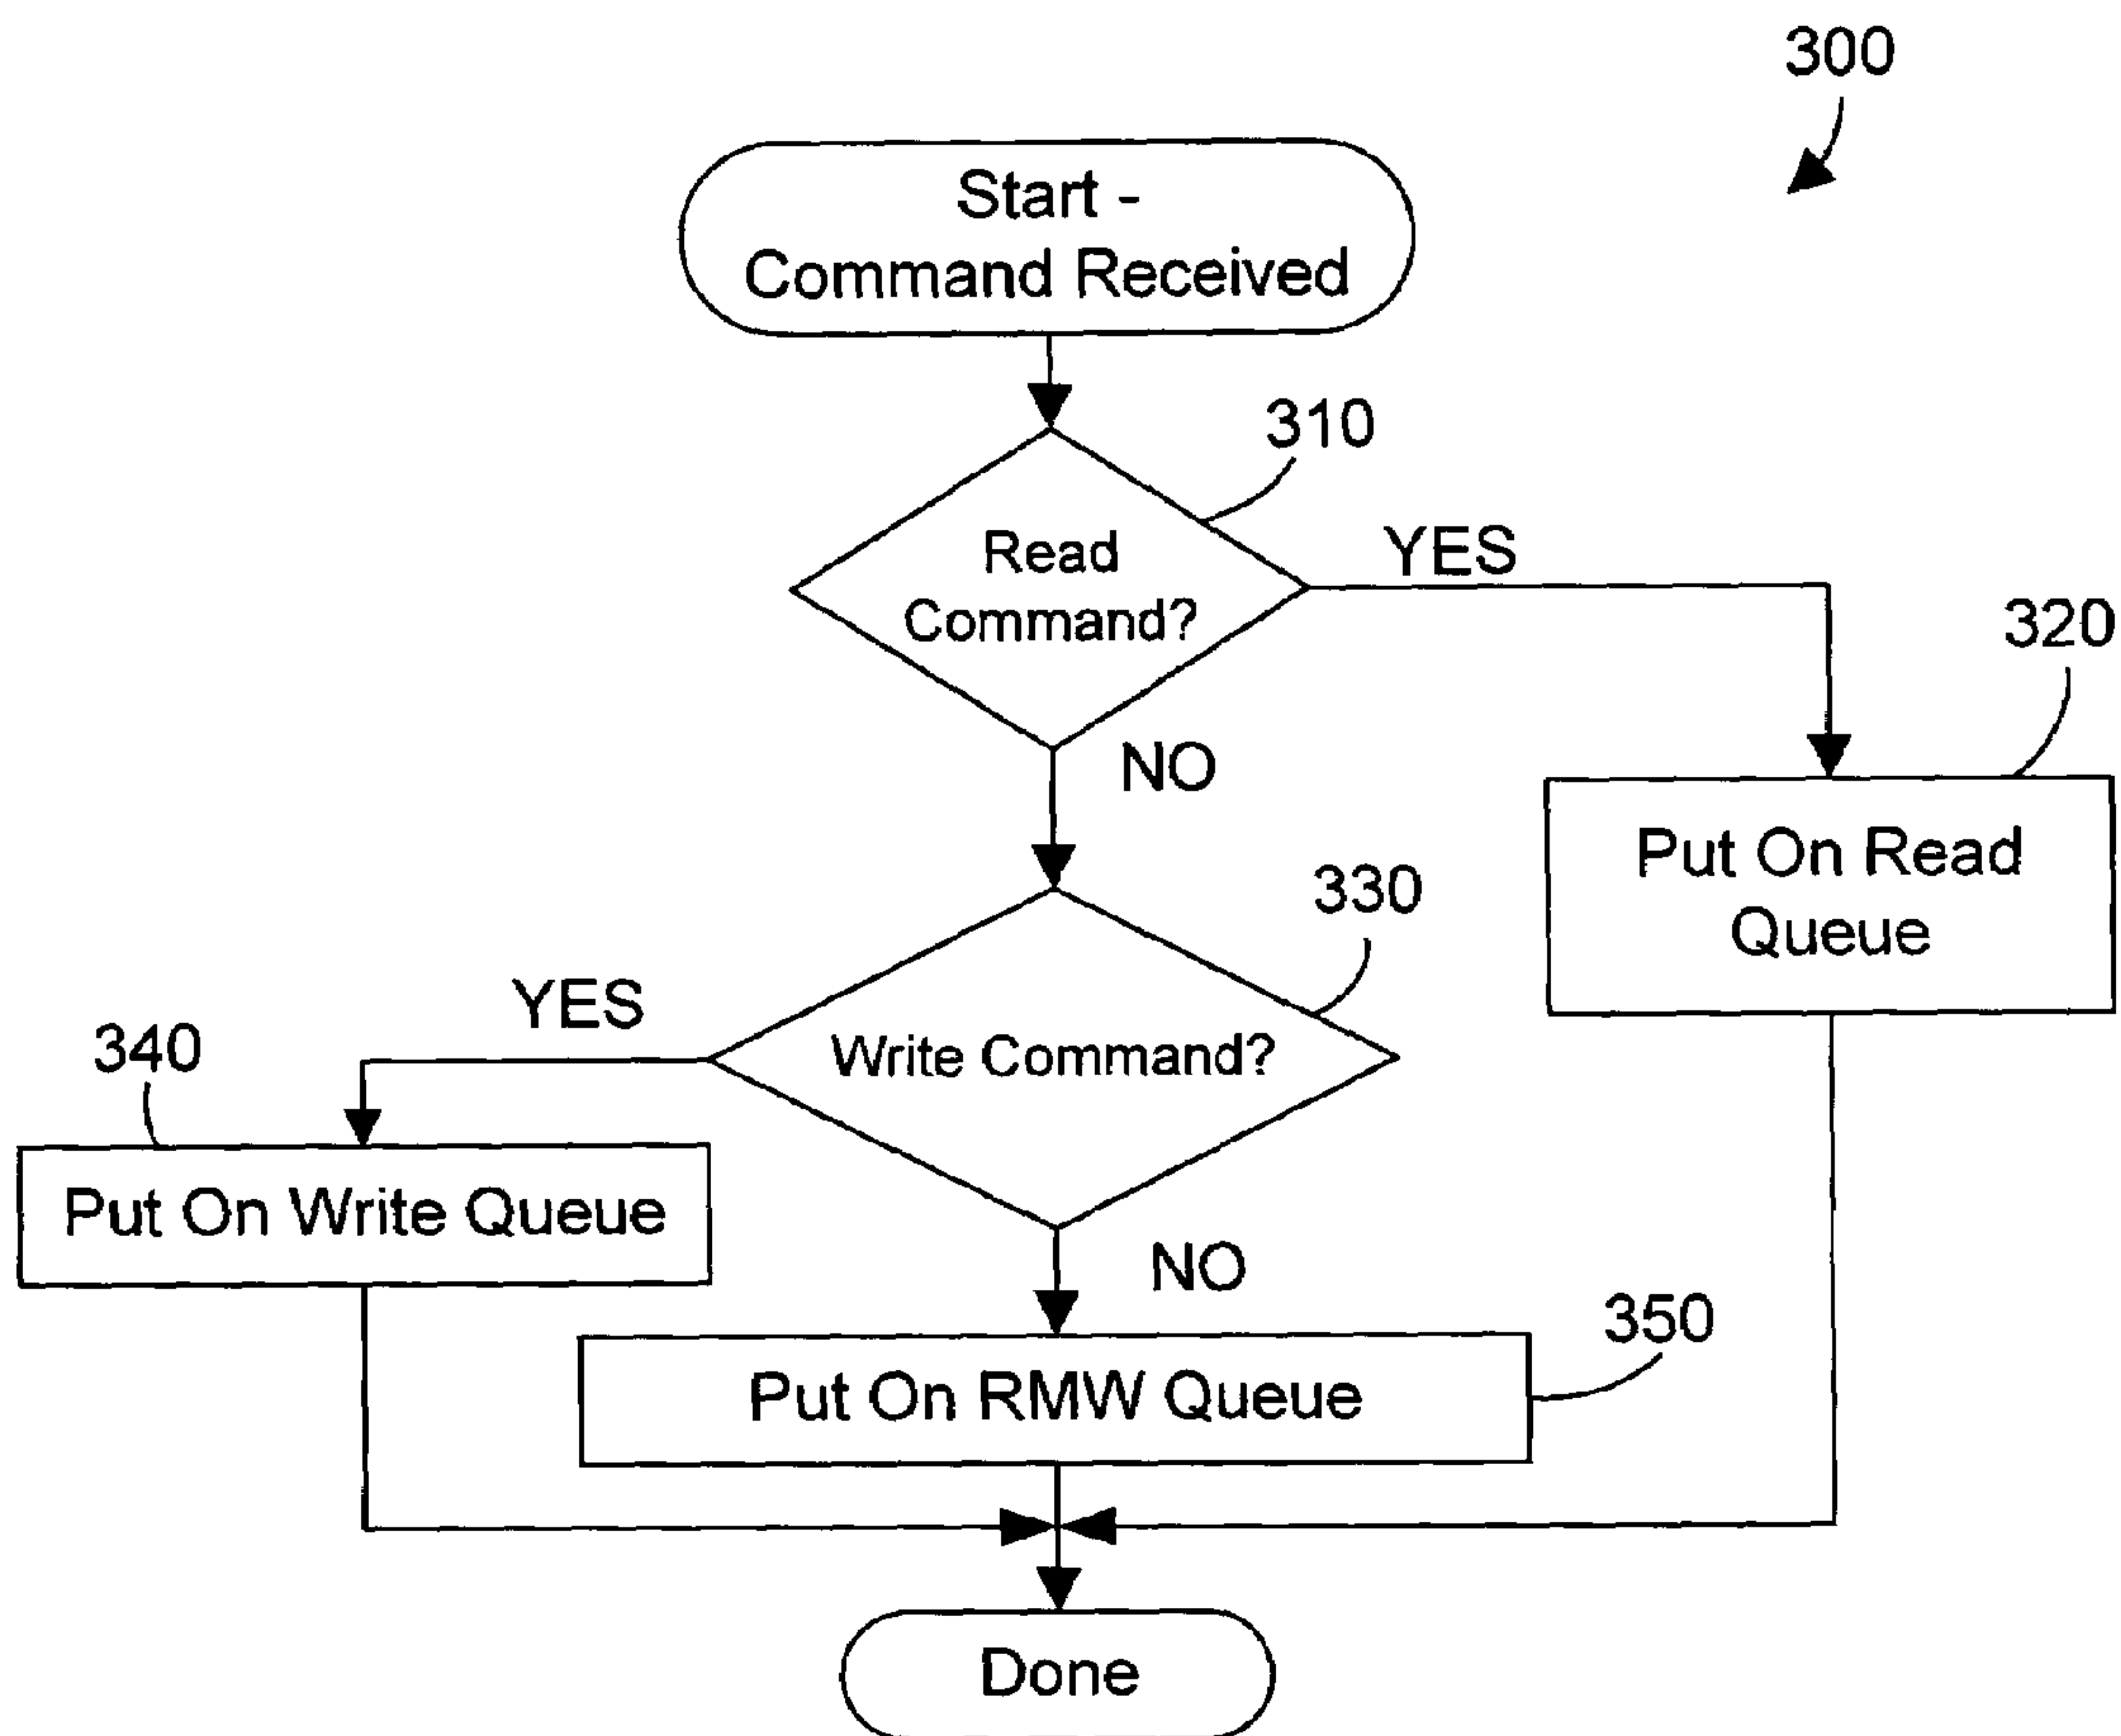 300
Start -
Command Received
310
Read
Command?
YES
320
NO
Put On Read
Queue
330
YES
340
Write Command?
Put On Write Queue
NO
350
Put On RMW Queue
Done